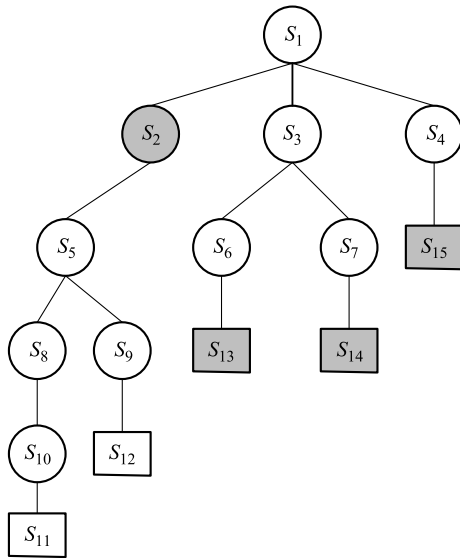 S₁
S₂ S₃ S₄
S₅ S₆ S₇ S₁₅
S₈ S₉ S₁₃ S₁₄
S₁₀ S₁₂
S₁₁